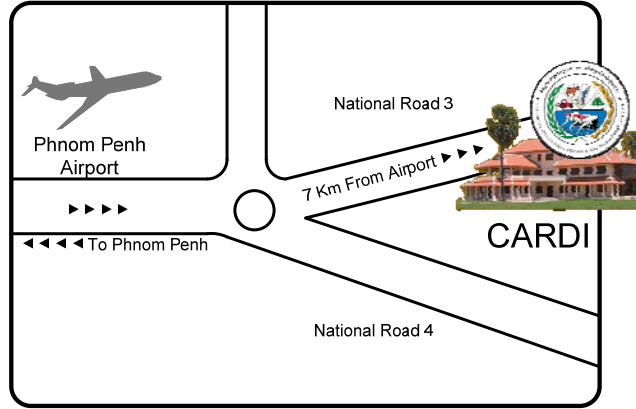 National Road 3
Phnom Penh
Airport
7 Km From Airport
To Phnom Penh
CARDI
National Road 4